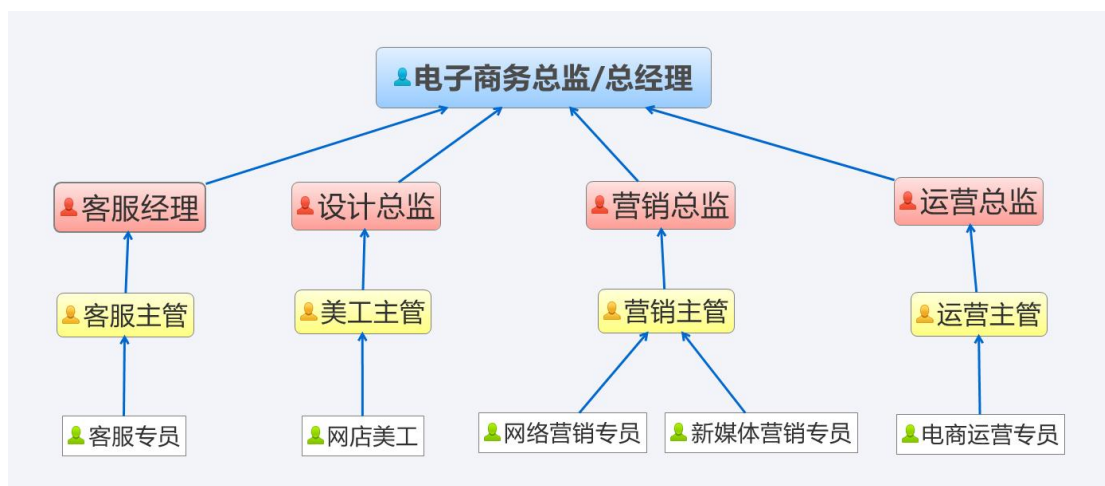 电子商务总监/总经理
客服经理
设计总监
营销总监
运营总监
客服主管
美工主管
营销主管
运营主管
客服专员
网店美工
网络营销专员
新媒体营销专员
电商运营专员